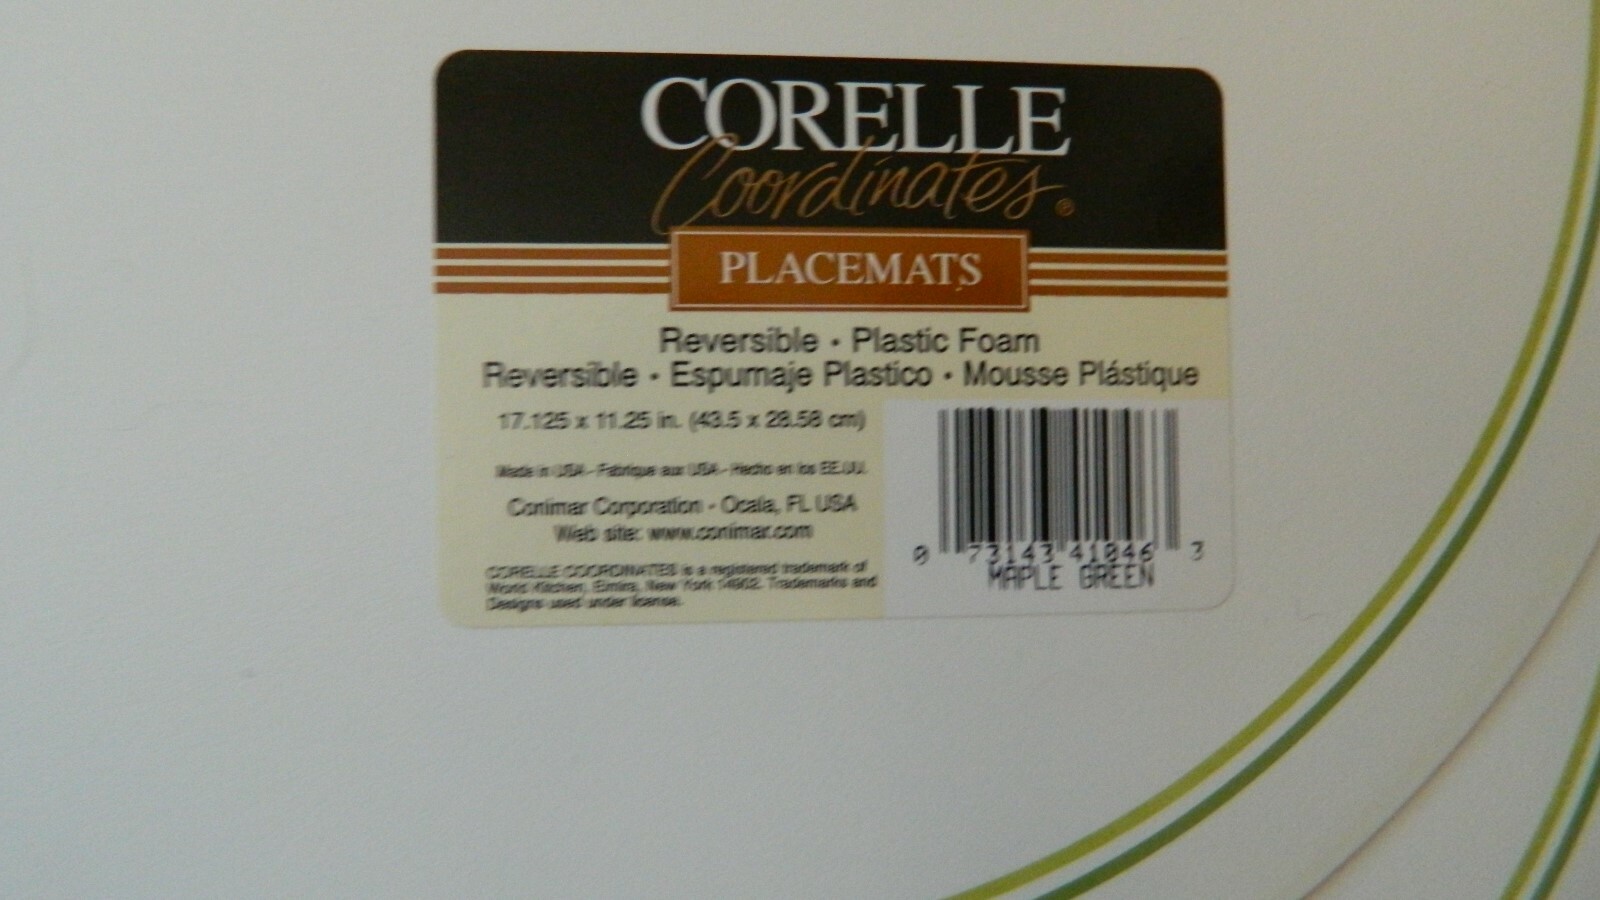 CORELLE
Coordinates®
PLACEMATS
Reversible • Plastic Foam
Reversible • Espumaje Plastico • Mousse Plástique
17.125 x 11.25 in. (43.5 x 28.58 cm)
Made in USA - Fabrique aux USA - Hecho en los EE.UU.
Conimar Corporation • Ocala, FL USA
Web site: www.conimar.com
CORELLE COORDINATES is a registered trademark of
World Kitchen, Elmira, New York 14902. Trademarks and
Designs used under license.
0 73143 41046 3
MAPLE GREEN